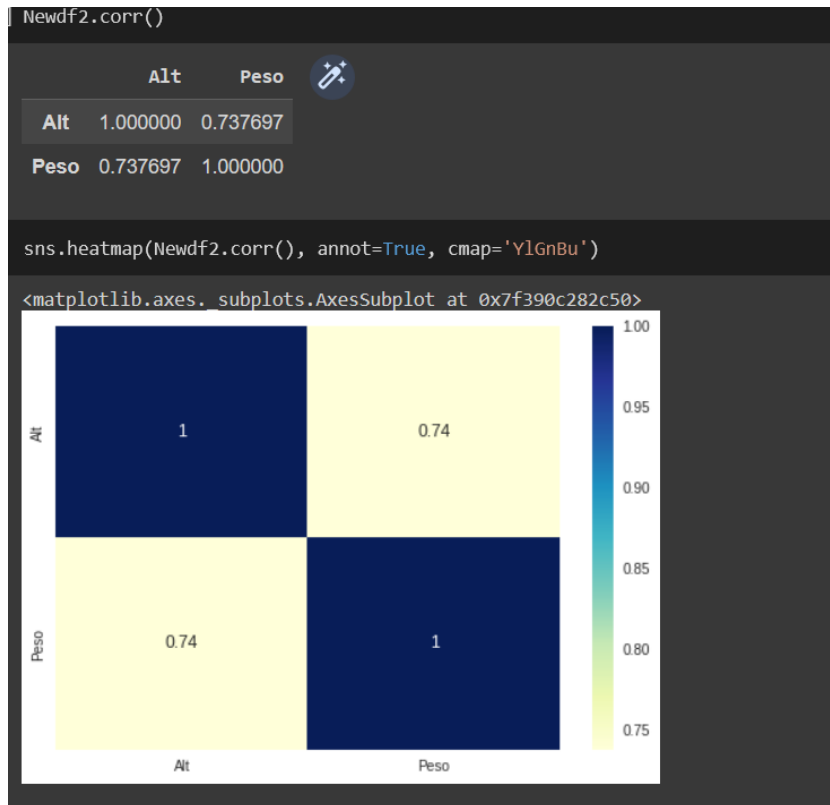 Newdf2.corr()
Alt Peso
Alt 1.000000 0.737697
Peso 0.737697 1.000000
sns.heatmap(Newdf2.corr(), annot=True, cmap='YlGnBu')
<matplotlib.axes._subplots.AxesSubplot at 0x7f390c282c50>
1.00
0.95
Alt 1 0.74
0.90
0.85
Peso 0.74 1
0.80
0.75
Alt Peso